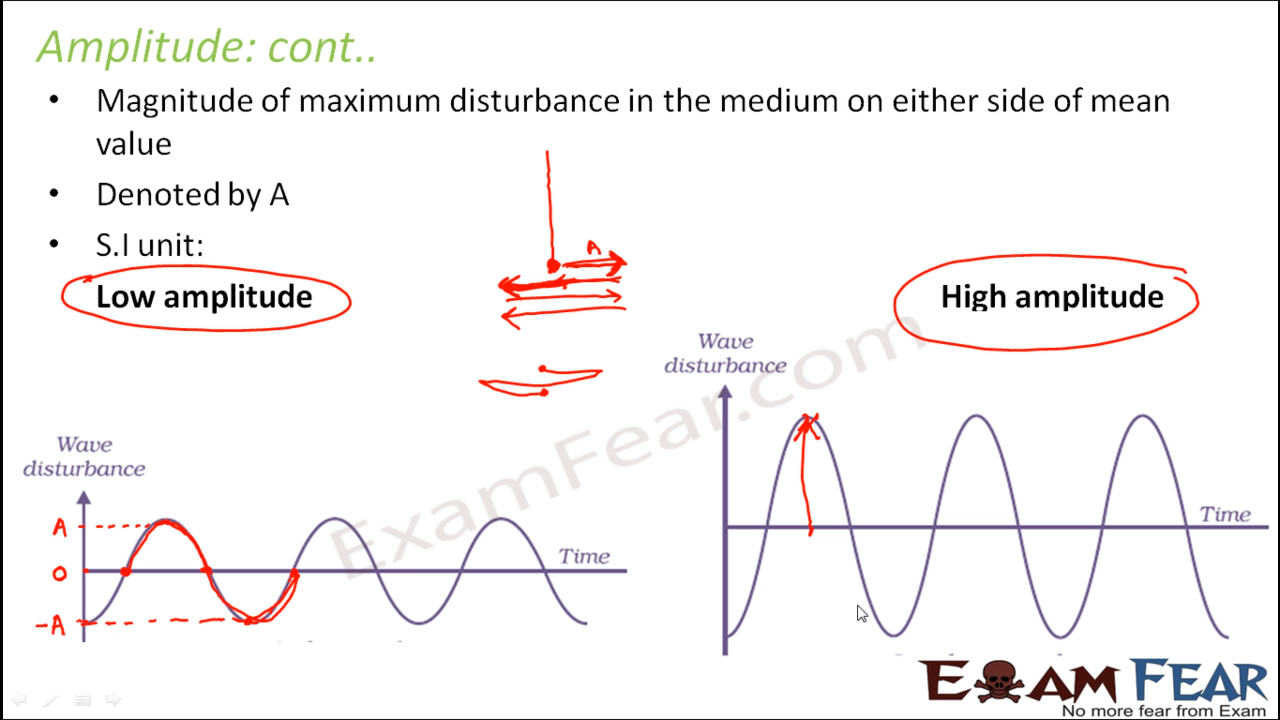 Amplitude: cont..
• Magnitude of maximum disturbance in the medium on either side of mean
value
• Denoted by A
• S.I unit:
A
Low amplitude
High amplitude
Wave
disturbance
Wave
disturbance
A
0
-A
Time
Time
ExamFear.com
EXAM FEAR
No more fear from Exam